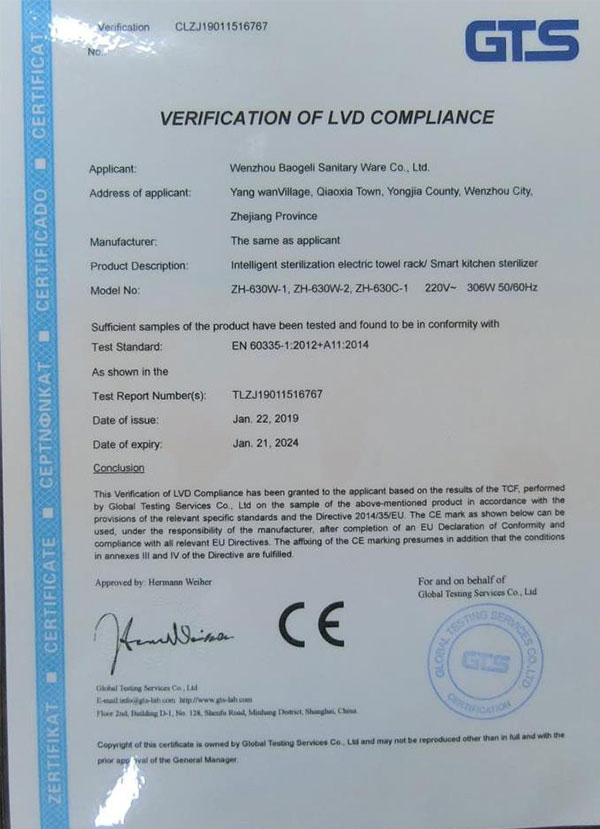 Verification CLZJ19011516767
No.:
GTS
VERIFICATION OF LVD COMPLIANCE
Applicant: Wenzhou Baogeli Sanitary Ware Co., Ltd.
Address of applicant: Yang wanVillage, Qiaoxia Town, Yongjia County, Wenzhou City,
Zhejiang Province
Manufacturer: The same as applicant
Product Description: Intelligent sterilization electric towel rack/ Smart kitchen sterilizer
Model No: ZH-630W-1, ZH-630W-2, ZH-630C-1 220V~ 306W 50/60Hz
Sufficient samples of the product have been tested and found to be in conformity with
Test Standard: EN 60335-1:2012+A11:2014
As shown in the
Test Report Number(s): TLZJ19011516767
Date of issue: Jan. 22, 2019
Date of expiry: Jan. 21, 2024
Conclusion
This Verification of LVD Compliance has been granted to the applicant based on the results of the TCF, performed
by Global Testing Services Co., Ltd on the sample of the above-mentioned product in accordance with the
provisions of the relevant specific standards and the Directive 2014/35/EU. The CE mark as shown below can be
used, under the responsibility of the manufacturer, after completion of an EU Declaration of Conformity and
compliance with all relevant EU Directives. The affixing of the CE marking presumes in addition that the conditions
in annexes III and IV of the Directive are fulfilled.
Approved by: Hermann Weiher
For and on behalf of
Global Testing Services Co., Ltd
CE
GLOBAL TESTING SERVICES CO.,LTD
GTS
CERTIFICATION
Global Testing Services Co., Ltd
E-mail:info@gts-lab.com http://www.gts-lab.com
Floor 2nd, Building D-1, No. 128, Shenfu Road, Minhang District, Shanghai, China.
Copyright of this certificate is owned by Global Testing Services Co., Ltd and may not be reproduced other than in full and with the
prior approval of the General Manager.
ZERTIFIKAT CERTIFICATE СЕРТИФИКАТ CERTIFICADO CERTIFICAT